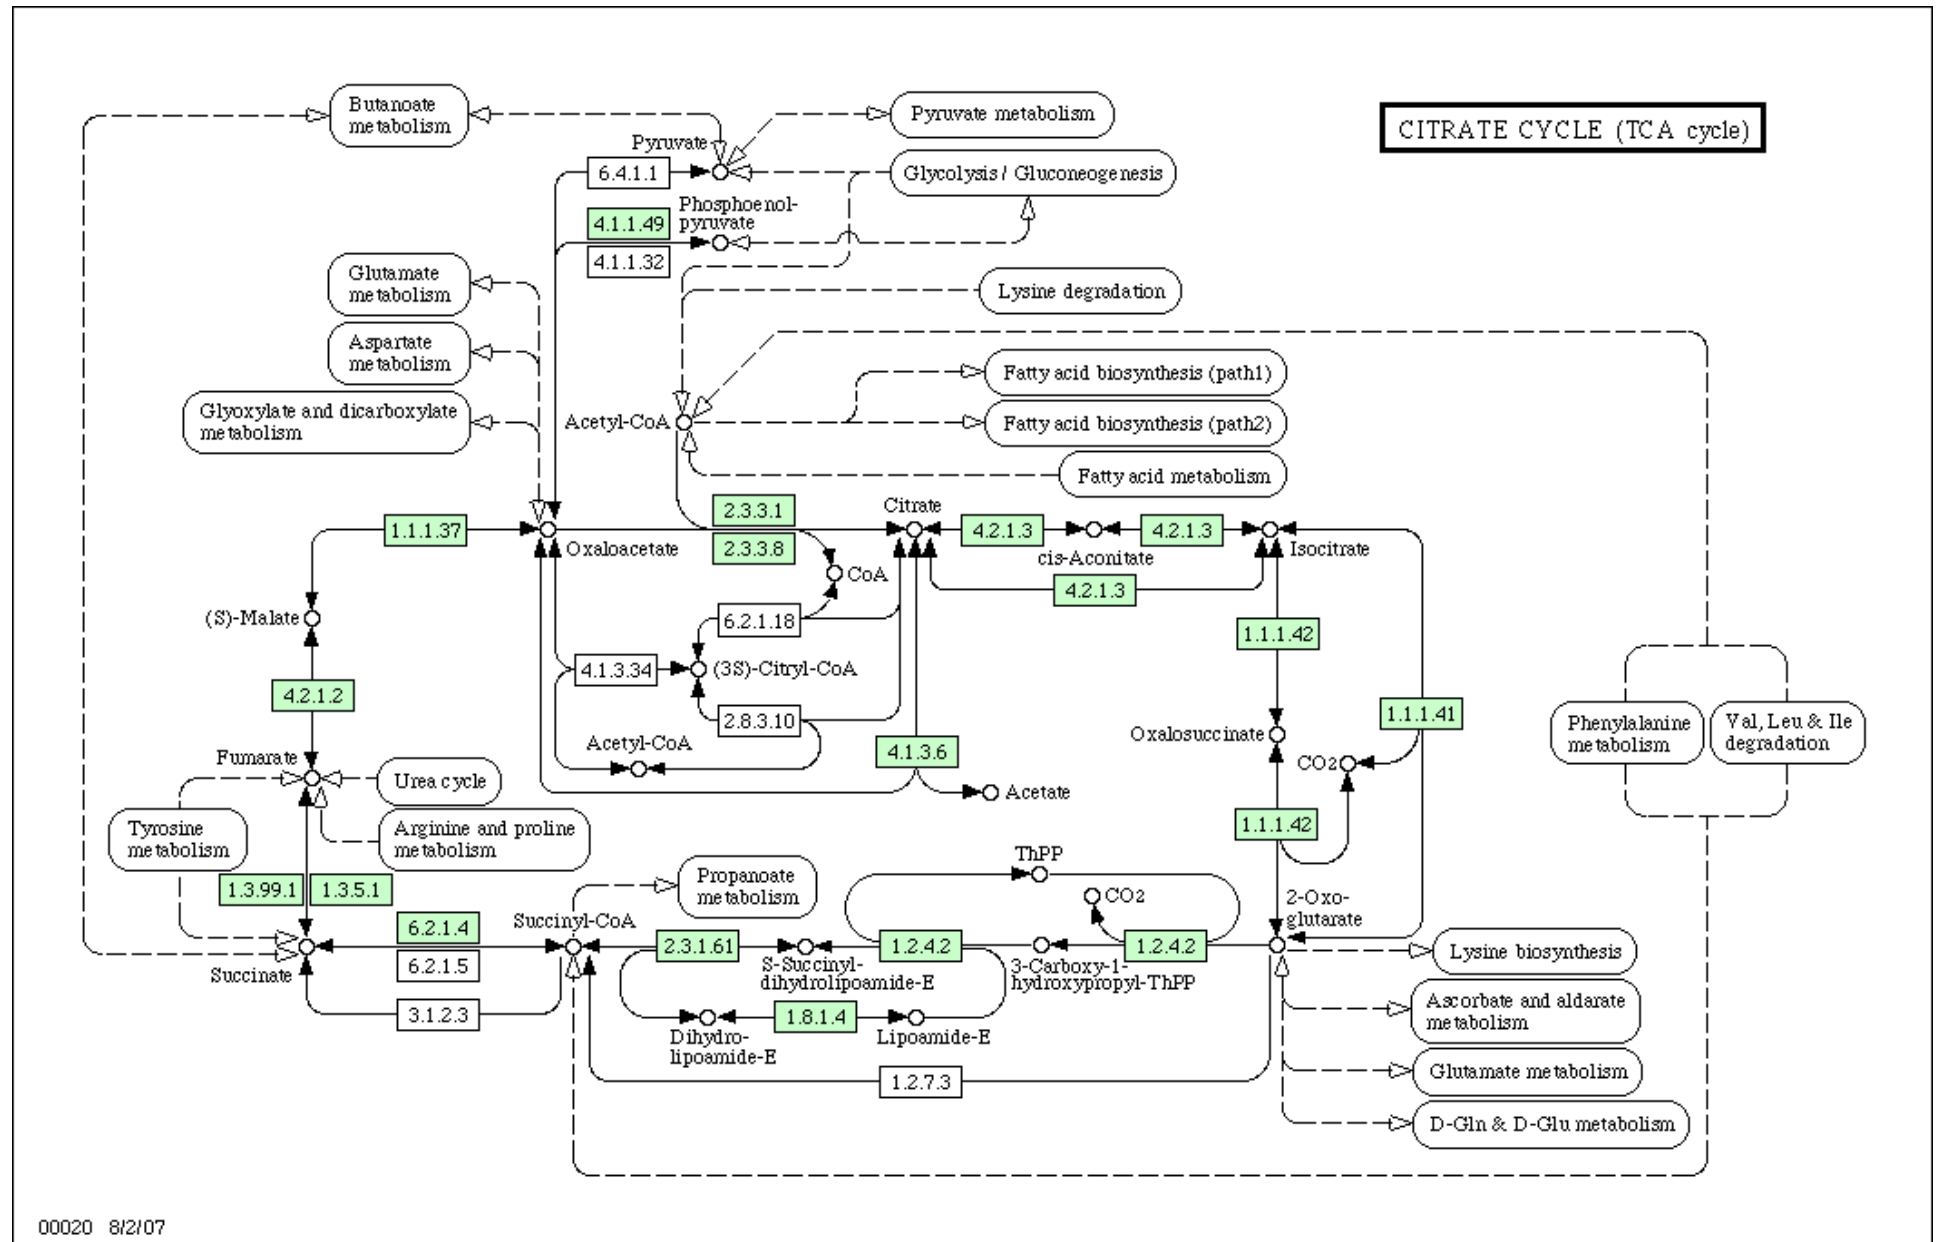 CITRATE CYCLE (TCA cycle)
Butanoate
metabolism
Pyruvate metabolism
Pyruvate
6.4.1.1
Glycolysis / Gluconeogenesis
Phosphoenol-
pyruvate
4.1.1.49
4.1.1.32
Glutamate
metabolism
Lysine degradation
Aspartate
metabolism
Fatty acid biosynthesis (path1)
Glyoxylate and dicarboxylate
metabolism
Acetyl-CoA
Fatty acid biosynthesis (path2)
Fatty acid metabolism
1.1.1.37
Oxaloacetate
2.3.3.1
2.3.3.8
Citrate
4.2.1.3
cis-Aconitate
4.2.1.3
Isocitrate
4.2.1.3
CoA
(S)-Malate
6.2.1.18
1.1.1.42
4.1.3.34
(3S)-Citryl-CoA
4.2.1.2
2.8.3.10
Acetyl-CoA
4.1.3.6
Acetate
Oxalosuccinate
1.1.1.41
CO2
Phenylalanine
metabolism
Val, Leu & Ile
degradation
Fumarate
Urea cycle
Tyrosine
metabolism
Arginine and proline
metabolism
1.1.1.42
1.3.99.1
1.3.5.1
Propanoate
metabolism
ThPP
CO2
2-Oxo-
glutarate
Succinyl-CoA
6.2.1.4
6.2.1.5
Succinate
2.3.1.61
S-Succinyl-
dihydrolipoamide-E
1.2.4.2
3-Carboxy-1-
hydroxypropyl-ThPP
1.2.4.2
Lysine biosynthesis
3.1.2.3
Dihydro-
lipoamide-E
1.8.1.4
Lipoamide-E
Ascorbate and aldarate
metabolism
1.2.7.3
Glutamate metabolism
D-Gln & D-Glu metabolism
00020 8/2/07